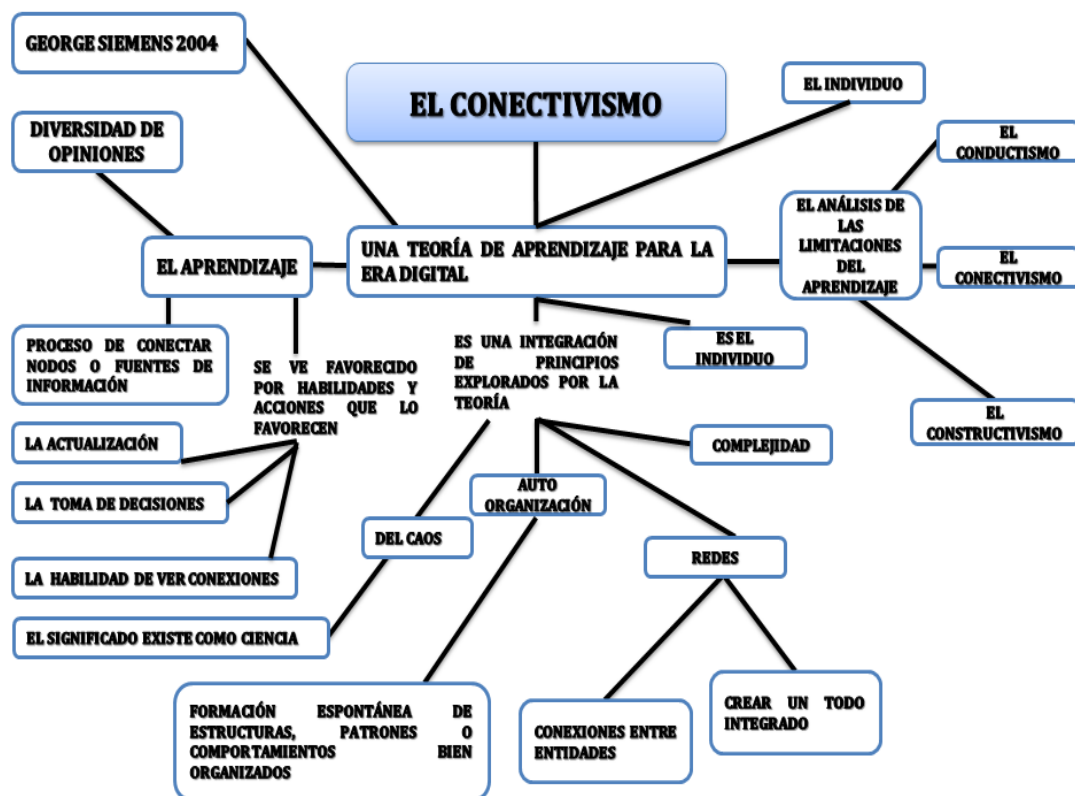 GEORGE SIEMENS 2004
EL CONECTIVISMO
EL INDIVIDUO
DIVERSIDAD DE
OPINIONES
EL
CONDUCTISMO
EL ANÁLISIS DE
LAS
LIMITACIONES
DEL
APRENDIZAJE
UNA TEORÍA DE APRENDIZAJE PARA LA
ERA DIGITAL
EL APRENDIZAJE
EL
CONECTIVISMO
PROCESO DE CONECTAR
NODOS O FUENTES DE
INFORMACIÓN
SE VE FAVORECIDO
POR HABILIDADES Y
ACCIONES QUE LO
FAVORECEN
ES UNA INTEGRACIÓN
DE PRINCIPIOS
EXPLORADOS POR LA
TEORÍA
ES EL
INDIVIDUO
EL
CONSTRUCTIVISMO
LA ACTUALIZACIÓN
COMPLEJIDAD
LA TOMA DE DECISIONES
AUTO
ORGANIZACIÓN
DEL CAOS
REDES
LA HABILIDAD DE VER CONEXIONES
EL SIGNIFICADO EXISTE COMO CIENCIA
FORMACIÓN ESPONTÁNEA DE
ESTRUCTURAS, PATRONES O
COMPORTAMIENTOS BIEN
ORGANIZADOS
CONEXIONES ENTRE
ENTIDADES
CREAR UN TODO
INTEGRADO